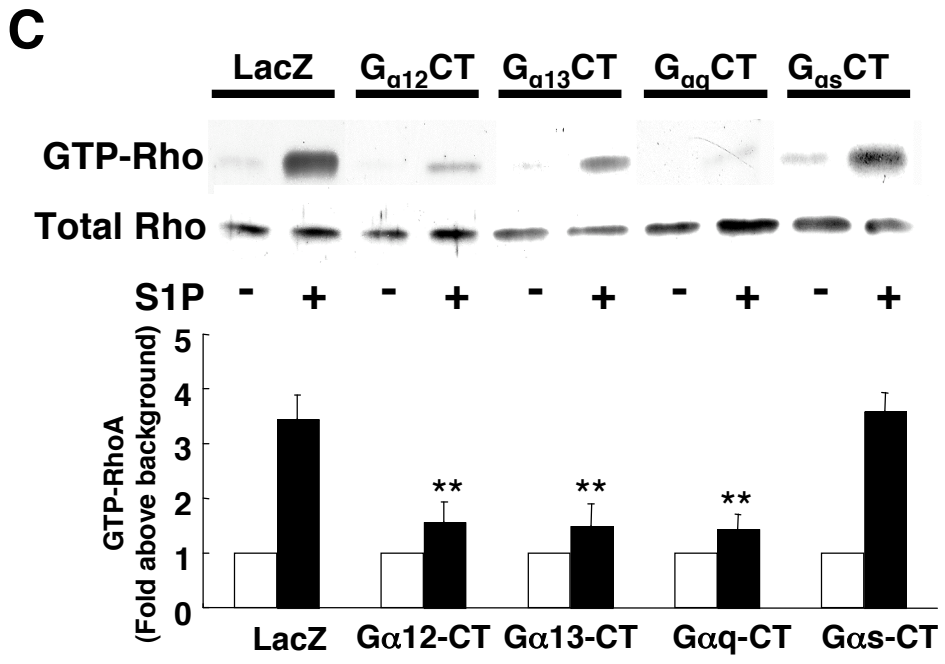 C
LacZ Gα12CT Gα13CT GαqCT GαsCT
GTP-Rho
Total Rho
S1P - + - + - + - + - +
GTP-RhoA
(Fold above background)
5
4
3
2
1
0
** ** **
LacZ Gα12-CT Gα13-CT Gαq-CT Gαs-CT